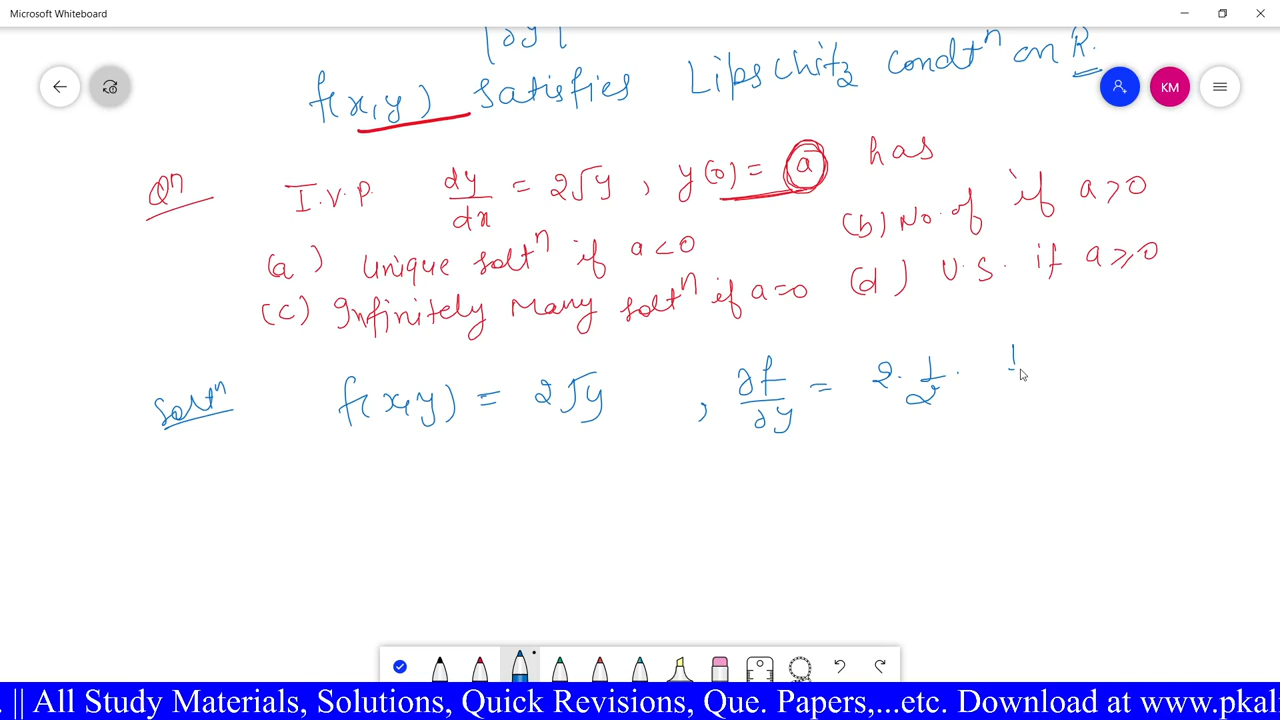 Microsoft Whiteboard
|∂y|
f(x,y) satisfies Lipschitz condtⁿ on R.
KM
Qⁿ I.V.P. dy/dx = 2√y , y(0) = a has
(a) Unique soltⁿ if a<0 (b) No. of if a>0
(c) Infinitely Many soltⁿ if a=0 (d) U.S. if a≥0
Soltⁿ f(x,y) = 2√y , ∂f/∂y = 2. 1/2 . 1
. || All Study Materials, Solutions, Quick Revisions, Que. Papers,...etc. Download at www.pkal